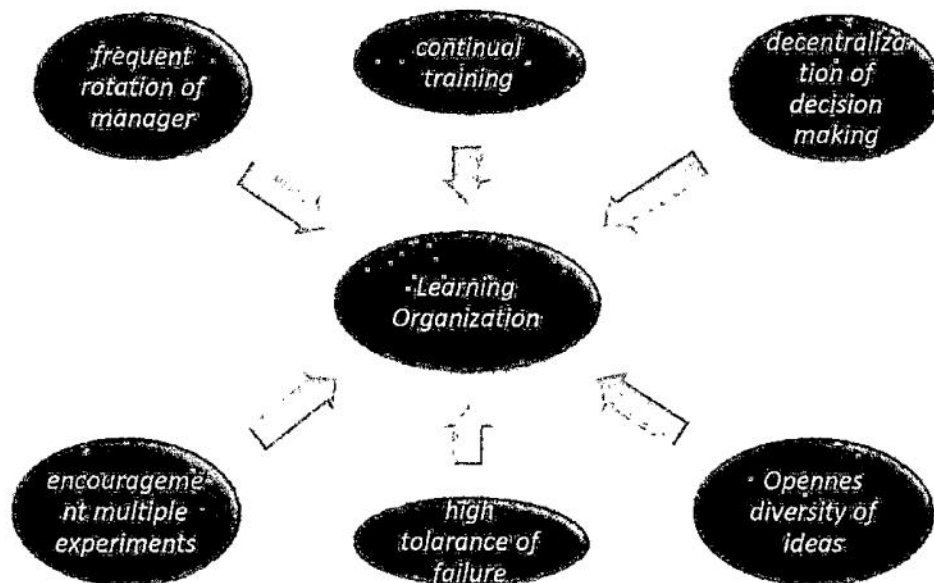 frequent
rotation of
manager
continual
training
decentraliza
tion of
decision
making
Learning
Organization
encourageme
nt multiple
experiments
high
tolarance of
failure
Opennes
diversity of
ideas